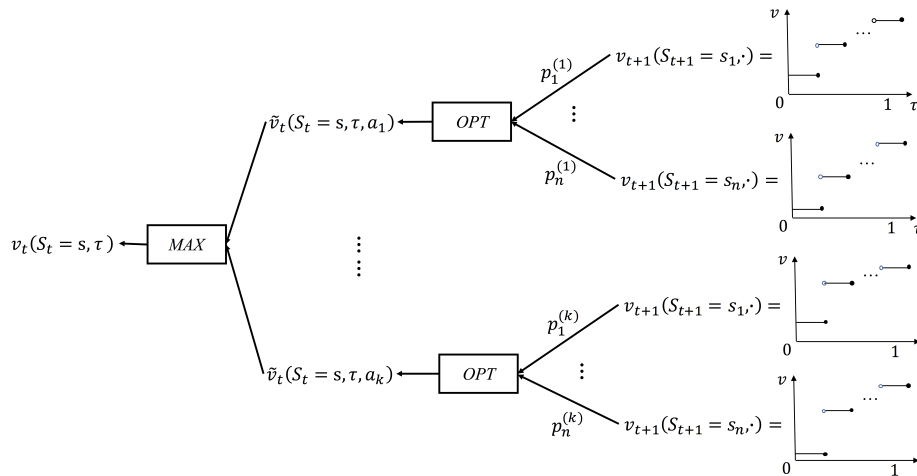 v
p_1^{(1)} v_{t+1}(S_{t+1} = s_1,·) =
…
0 1 τ
⋮
ṽ_t(S_t = s, τ, a_1) OPT
v
p_n^{(1)} v_{t+1}(S_{t+1} = s_n,·) =
…
0 1 τ
v_t(S_t = s, τ) MAX
⋮
⋮
v
p_1^{(k)} v_{t+1}(S_{t+1} = s_1,·) =
…
0 1
⋮
ṽ_t(S_t = s, τ, a_k) OPT
v
p_n^{(k)} v_{t+1}(S_{t+1} = s_n,·) =
…
0 1